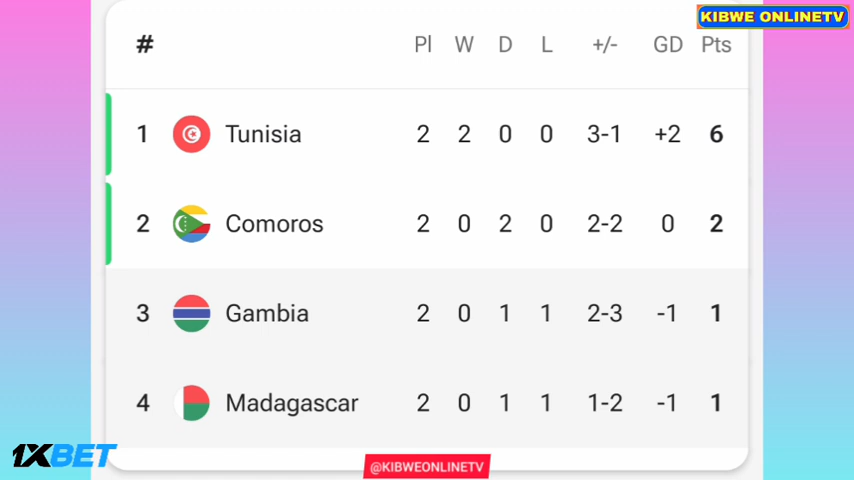 KIBWE ONLINETV
# Pl W D L +/- GD Pts
1 Tunisia 2 2 0 0 3-1 +2 6
2 Comoros 2 0 2 0 2-2 0 2
3 Gambia 2 0 1 1 2-3 -1 1
4 Madagascar 2 0 1 1 1-2 -1 1
1XBET
@KIBWEONLINETV